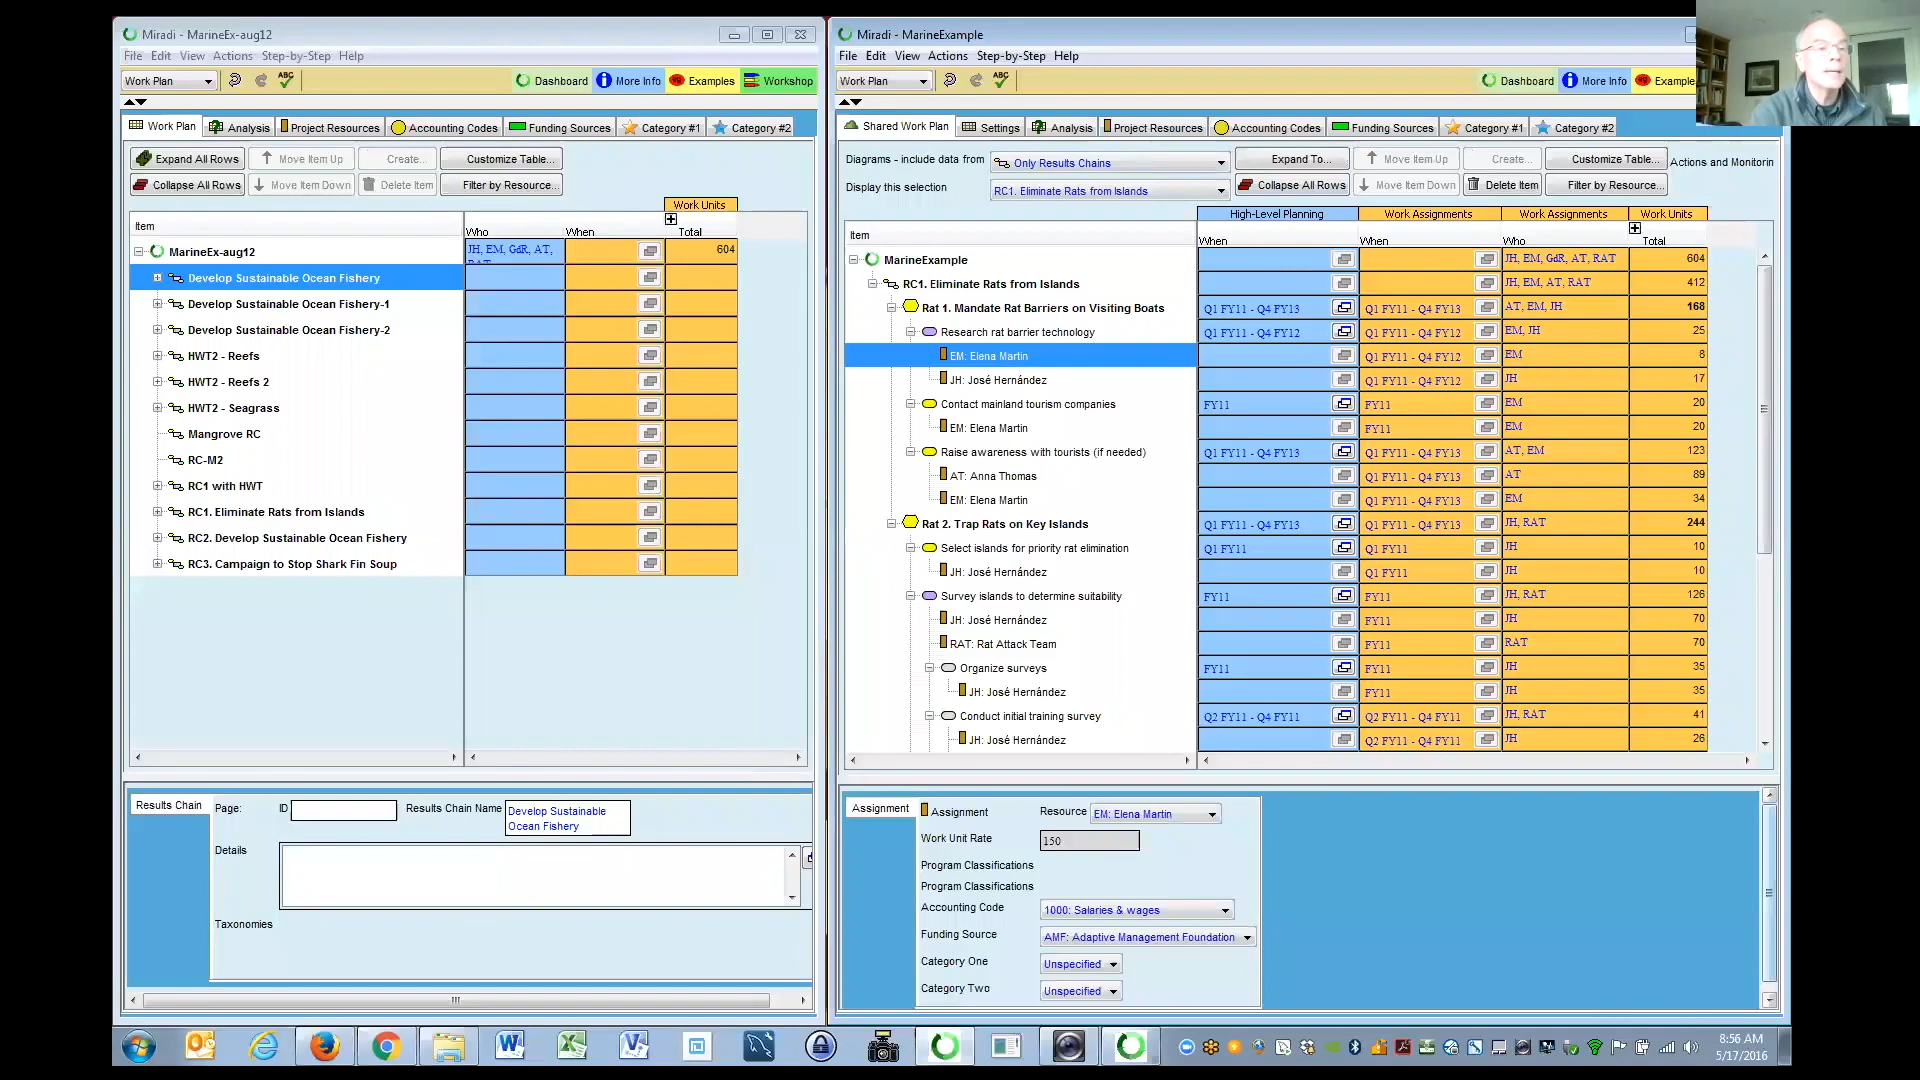 Miradi - MarineEx-aug12
File Edit View Actions Step-by-Step Help
Work Plan
ABC
Dashboard More Info Examples Workshop
Work Plan Analysis Project Resources Accounting Codes Funding Sources Category #1 Category #2
Expand All Rows Move Item Up Create... Customize Table...
Collapse All Rows Move Item Down Delete Item Filter by Resource...
Work Units
Item
Who When Total
MarineEx-aug12 JH, EM, GdR, AT, RAT 604
Develop Sustainable Ocean Fishery
Develop Sustainable Ocean Fishery-1
Develop Sustainable Ocean Fishery-2
HWT2 - Reefs
HWT2 - Reefs 2
HWT2 - Seagrass
Mangrove RC
RC-M2
RC1 with HWT
RC1. Eliminate Rats from Islands
RC2. Develop Sustainable Ocean Fishery
RC3. Campaign to Stop Shark Fin Soup
Results Chain
Page: ID Results Chain Name Develop Sustainable
Ocean Fishery
Details
Taxonomies
Miradi - MarineExample
File Edit View Actions Step-by-Step Help
Work Plan
ABC
Dashboard More Info Example
Shared Work Plan Settings Analysis Project Resources Accounting Codes Funding Sources Category #1 Category #2
Diagrams - include data from Only Results Chains Expand To... Move Item Up Create... Customize Table... Actions and Monitorin
Display this selection RC1. Eliminate Rats from Islands Collapse All Rows Move Item Down Delete Item Filter by Resource...
High-Level Planning Work Assignments Work Assignments Work Units
Item
When When Who Total
MarineExample JH, EM, GdR, AT, RAT 604
RC1. Eliminate Rats from Islands JH, EM, AT, RAT 412
Rat 1. Mandate Rat Barriers on Visiting Boats Q1 FY11 - Q4 FY13 Q1 FY11 - Q4 FY13 AT, EM, JH 168
Research rat barrier technology Q1 FY11 - Q4 FY12 Q1 FY11 - Q4 FY12 EM, JH 25
EM: Elena Martin Q1 FY11 - Q4 FY12 EM 8
JH: José Hernández Q1 FY11 - Q4 FY12 JH 17
Contact mainland tourism companies FY11 FY11 EM 20
EM: Elena Martin FY11 EM 20
Raise awareness with tourists (if needed) Q1 FY11 - Q4 FY13 Q1 FY11 - Q4 FY13 AT, EM 123
AT: Anna Thomas Q1 FY11 - Q4 FY13 AT 89
EM: Elena Martin Q1 FY11 - Q4 FY13 EM 34
Rat 2. Trap Rats on Key Islands Q1 FY11 - Q4 FY13 Q1 FY11 - Q4 FY13 JH, RAT 244
Select islands for priority rat elimination Q1 FY11 Q1 FY11 JH 10
JH: José Hernández Q1 FY11 JH 10
Survey islands to determine suitability FY11 FY11 JH, RAT 126
JH: José Hernández FY11 JH 70
RAT: Rat Attack Team FY11 RAT 70
Organize surveys FY11 FY11 JH 35
JH: José Hernández FY11 JH 35
Conduct initial training survey Q2 FY11 - Q4 FY11 Q2 FY11 - Q4 FY11 JH, RAT 41
JH: José Hernández Q2 FY11 - Q4 FY11 JH 26
Assignment
Assignment Resource EM: Elena Martin
Work Unit Rate 150
Program Classifications
Program Classifications
Accounting Code 1000: Salaries & wages
Funding Source AMF: Adaptive Management Foundation
Category One Unspecified
Category Two Unspecified
8:56 AM
5/17/2016